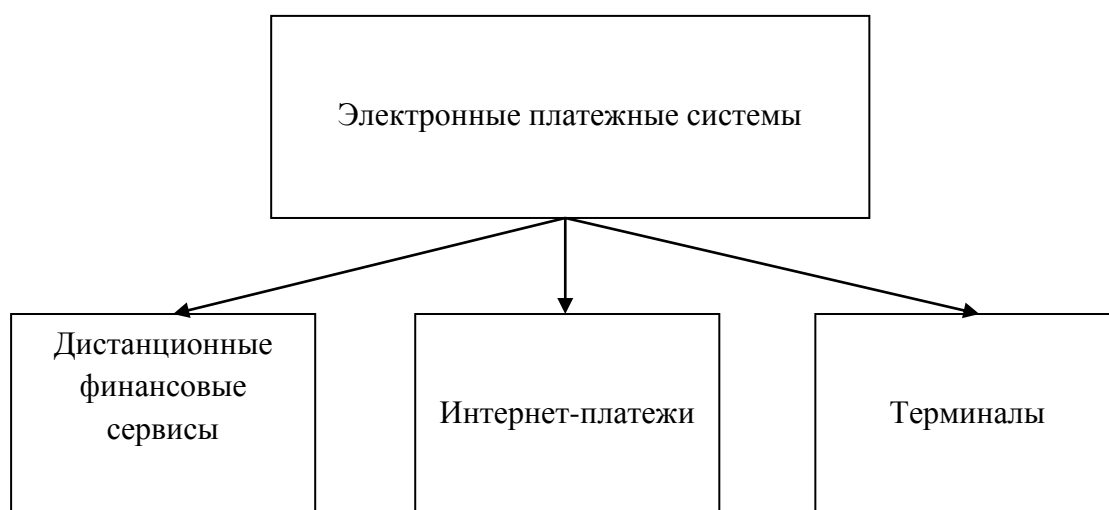 Электронные платежные системы
Дистанционные
финансовые
сервисы
Интернет-платежи
Терминалы